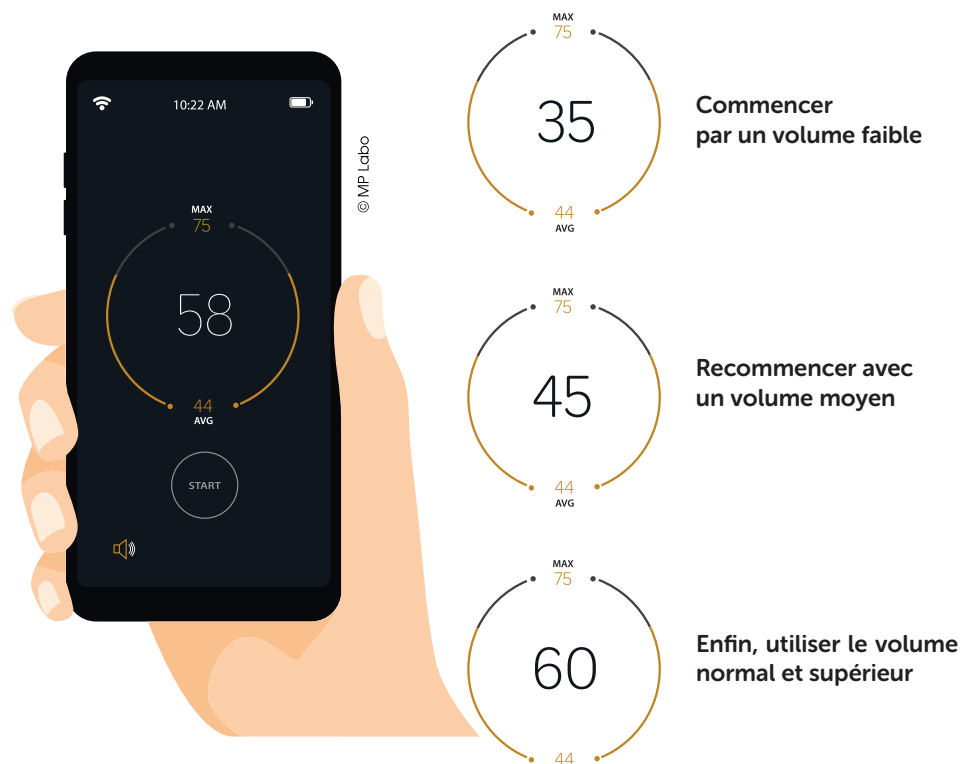 10:22 AM
MAX
75
58
44
AVG
START
© MP Labo
MAX
75
35
44
AVG
Commencer
par un volume faible
MAX
75
45
44
AVG
Recommencer avec
un volume moyen
MAX
75
60
44
Enfin, utiliser le volume
normal et supérieur